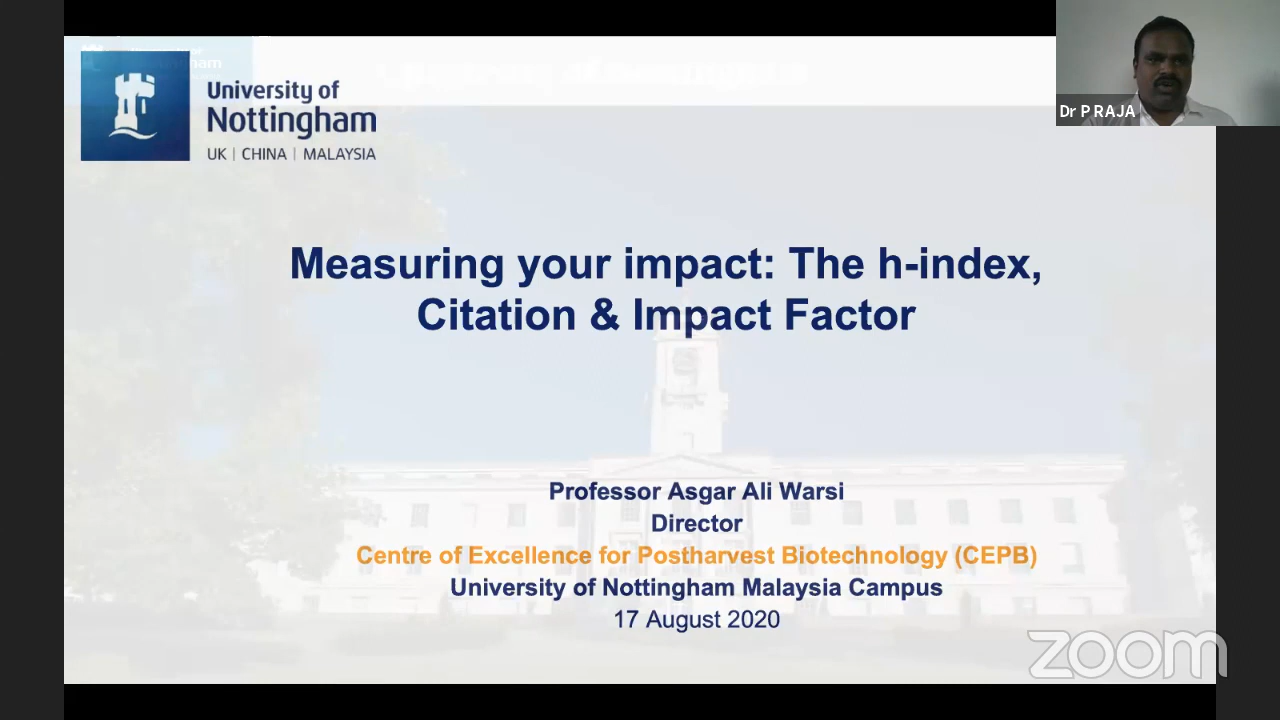 University of
Nottingham
UK | CHINA | MALAYSIA
Dr P RAJA
Measuring your impact: The h-index,
Citation & Impact Factor
Professor Asgar Ali Warsi
Director
Centre of Excellence for Postharvest Biotechnology (CEPB)
University of Nottingham Malaysia Campus
17 August 2020
zoom